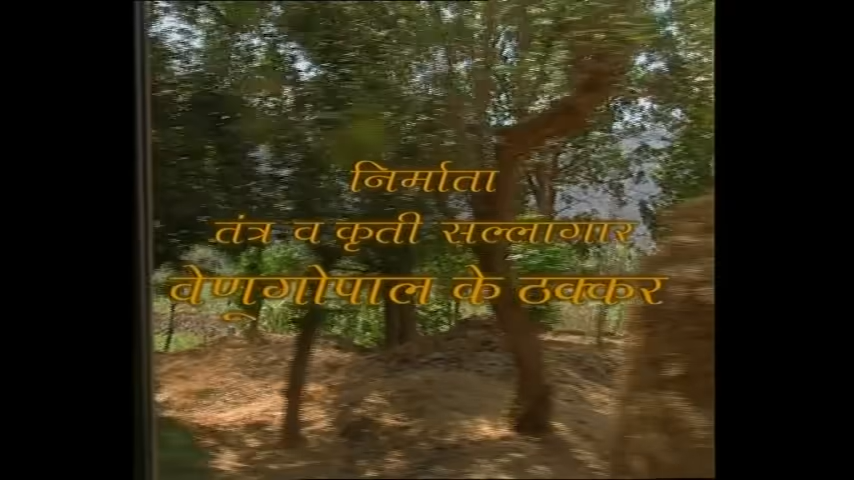 निर्माता
तंत्र व कृती सल्लागार
वेणूगोपाल के ठक्कर